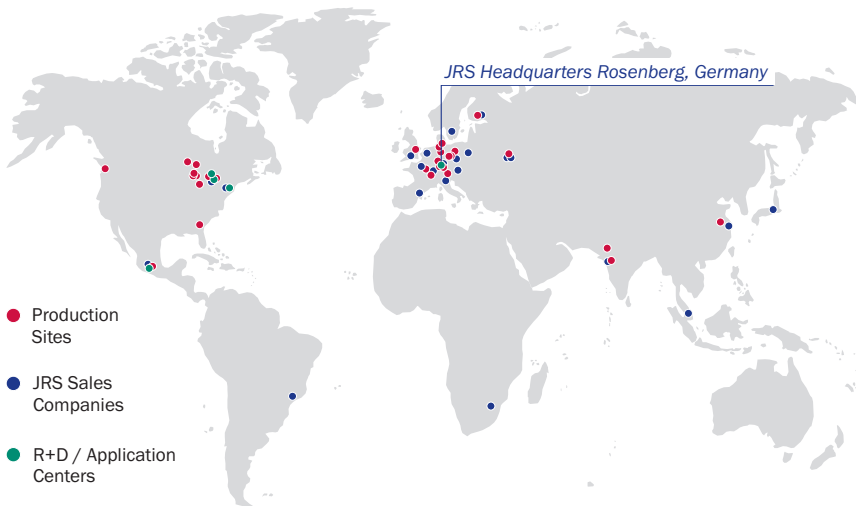 JRS Headquarters Rosenberg, Germany
Production
Sites
JRS Sales
Companies
R+D / Application
Centers